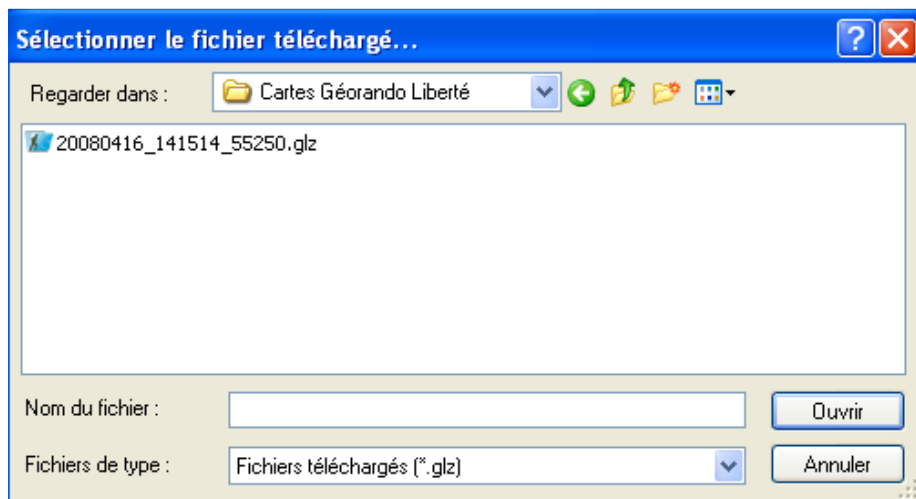 Sélectionner le fichier téléchargé...
Regarder dans : Cartes Géorando Liberté
20080416_141514_55250.glz
Nom du fichier : Ouvrir
Fichiers de type : Fichiers téléchargés (*.glz) Annuler